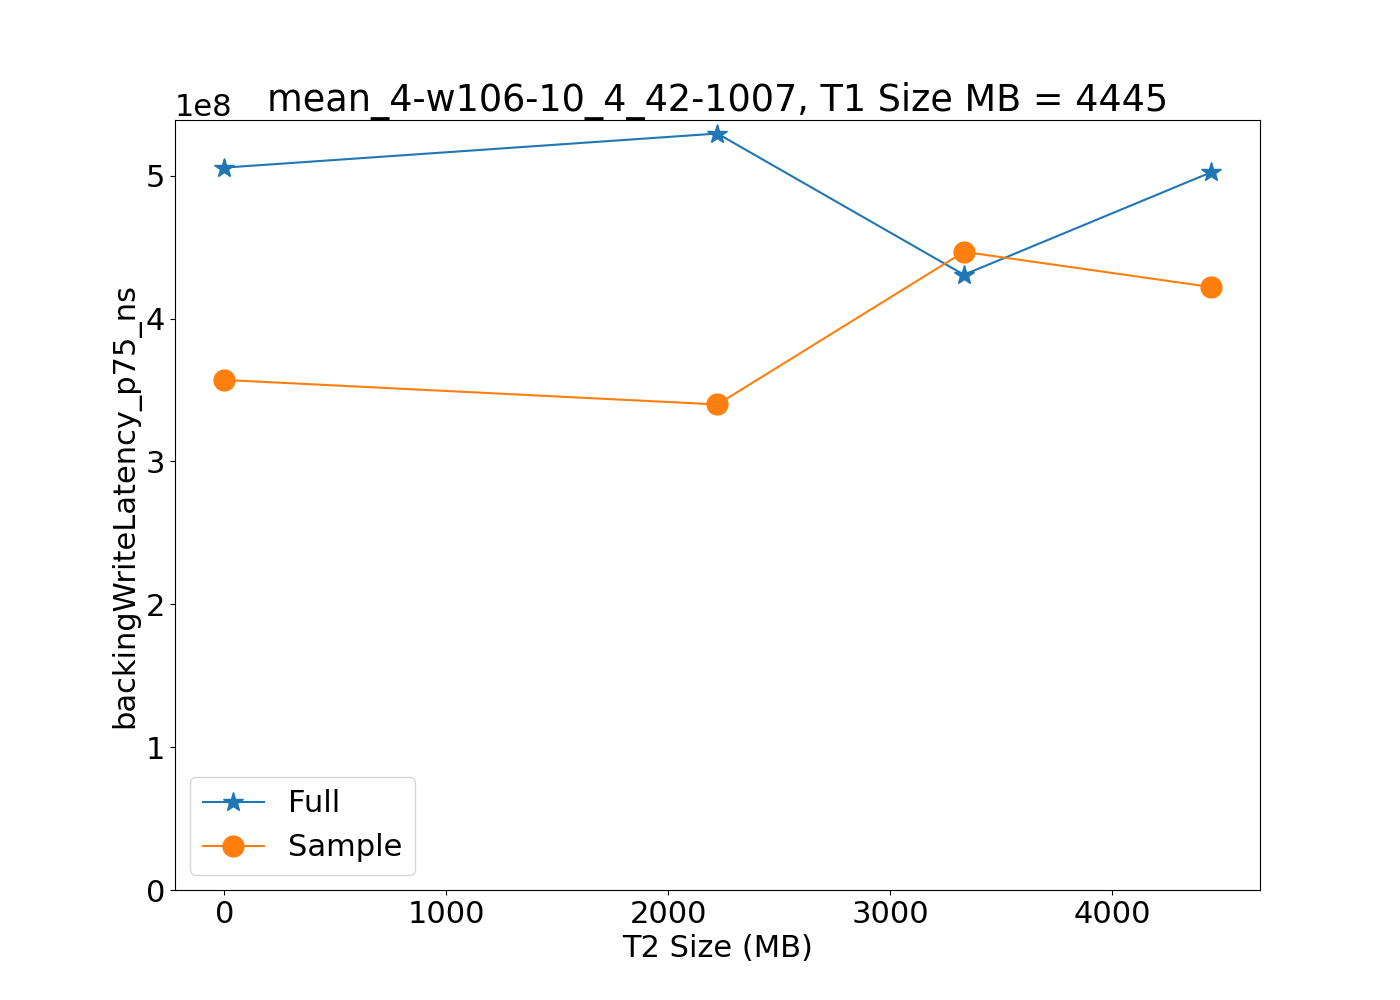 1e8
mean_4-w106-10_4_42-1007, T1 Size MB = 4445
backingWriteLatency_p75_ns
5
4
3
2
1
0
Full
Sample
0 1000 2000 3000 4000
T2 Size (MB)